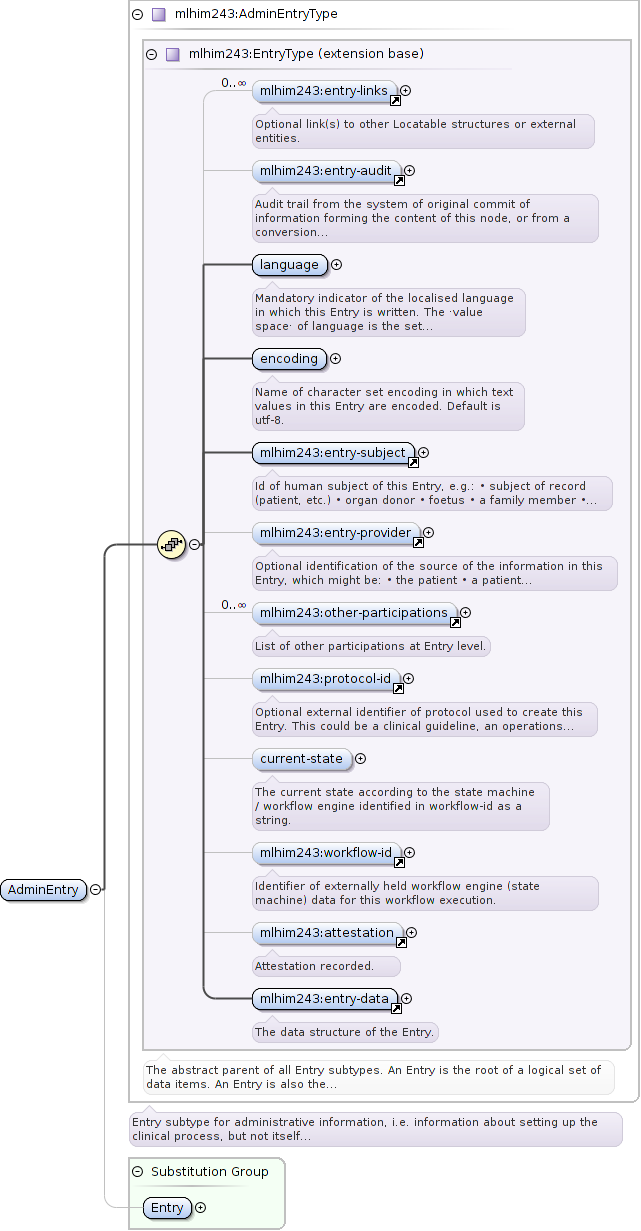 mlhim243:AdminEntryType
mlhim243:EntryType (extension base)
0..∞
mlhim243:entry-links
Optional link(s) to other Locatable structures or external
entities.
mlhim243:entry-audit
Audit trail from the system of original commit of
information forming the content of this node, or from a
conversion...
language
Mandatory indicator of the localised language
in which this Entry is written. The ·value
space· of language is the set...
encoding
Name of character set encoding in which text
values in this Entry are encoded. Default is
utf-8.
mlhim243:entry-subject
Id of human subject of this Entry, e.g.: • subject of record
(patient, etc.) • organ donor • foetus • a family member •...
mlhim243:entry-provider
Optional identification of the source of the information in this
Entry, which might be: • the patient • a patient...
0..∞
mlhim243:other-participations
List of other participations at Entry level.
mlhim243:protocol-id
Optional external identifier of protocol used to create this
Entry. This could be a clinical guideline, an operations...
current-state
The current state according to the state machine
/ workflow engine identified in workflow-id as a
string.
mlhim243:workflow-id
Identifier of externally held workflow engine (state
machine) data for this workflow execution.
AdminEntry
mlhim243:attestation
Attestation recorded.
mlhim243:entry-data
The data structure of the Entry.
The abstract parent of all Entry subtypes. An Entry is the root of a logical set of
data items. An Entry is also the...
Entry subtype for administrative information, i.e. information about setting up the
clinical process, but not itself...
Substitution Group
Entry